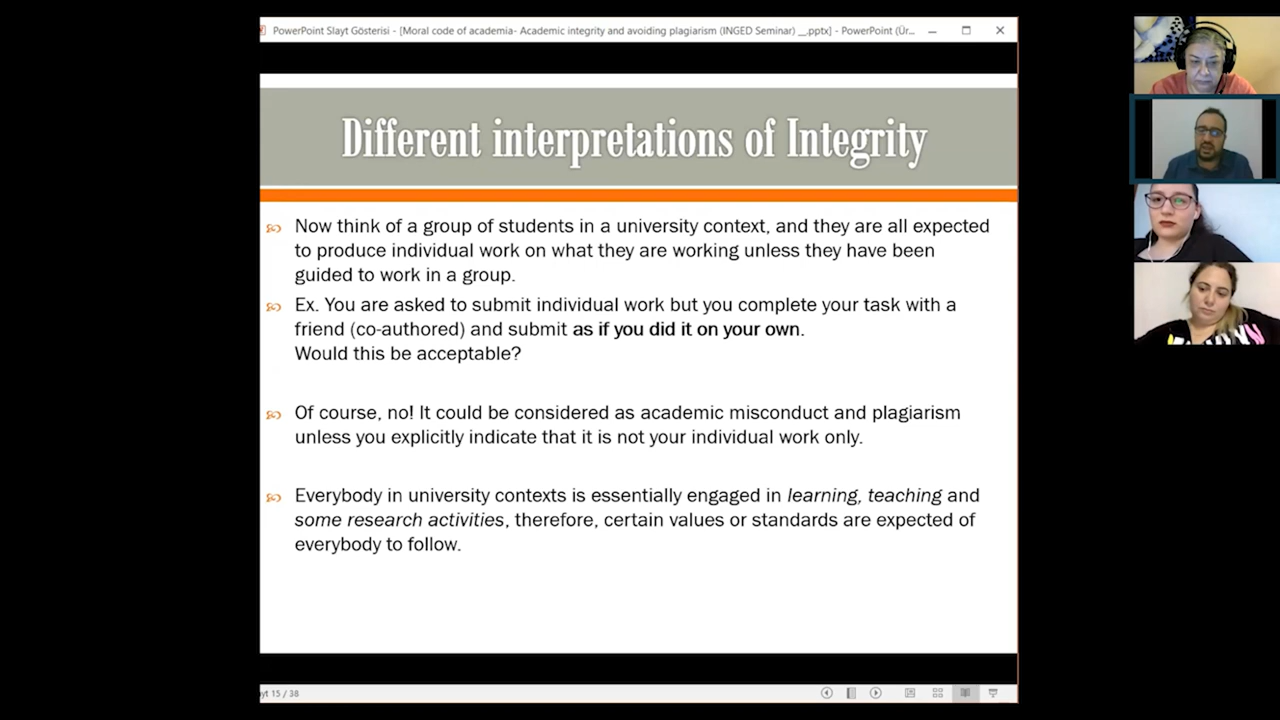 PowerPoint Slayt Gösterisi - [Moral code of academia- Academic integrity and avoiding plagiarism (INGED Seminar) __.pptx] - PowerPoint (Ür...
Different interpretations of Integrity
Now think of a group of students in a university context, and they are all expected
to produce individual work on what they are working unless they have been
guided to work in a group.
Ex. You are asked to submit individual work but you complete your task with a
friend (co-authored) and submit as if you did it on your own.
Would this be acceptable?
Of course, no! It could be considered as academic misconduct and plagiarism
unless you explicitly indicate that it is not your individual work only.
Everybody in university contexts is essentially engaged in learning, teaching and
some research activities, therefore, certain values or standards are expected of
everybody to follow.
yt 15 / 38